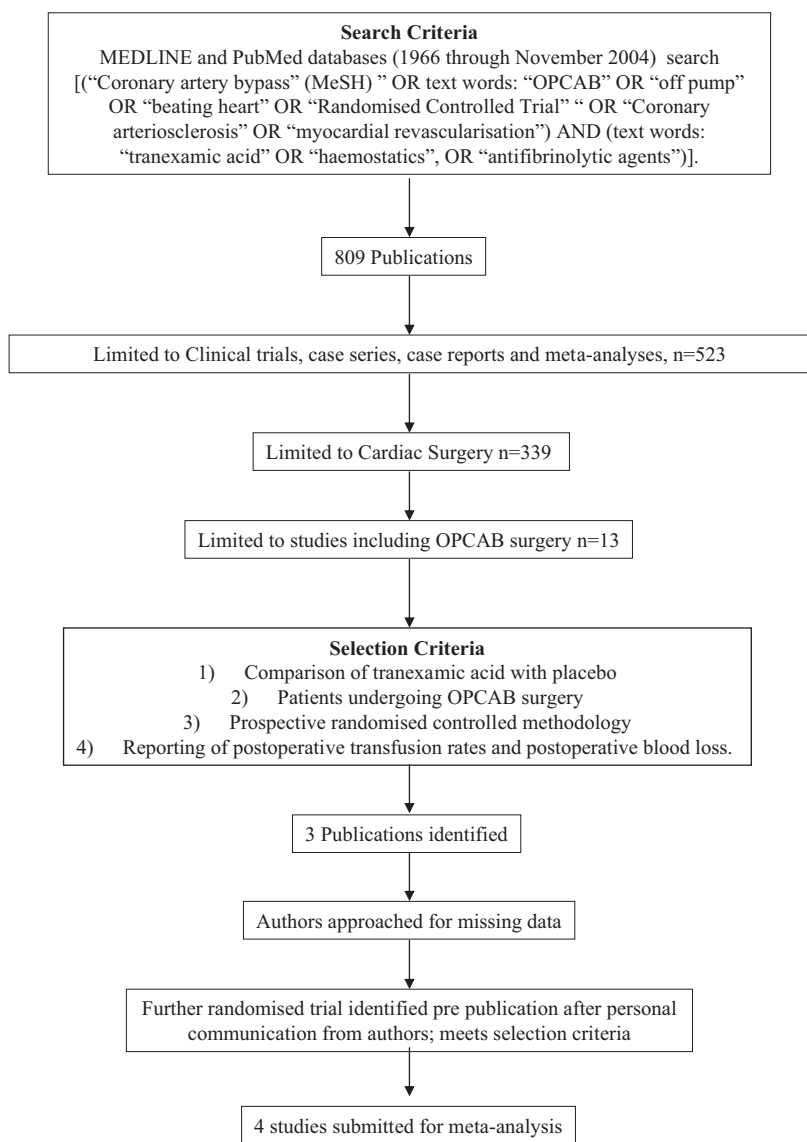 Search Criteria
MEDLINE and PubMed databases (1966 through November 2004) search
[(“Coronary artery bypass” (MeSH) ” OR text words: “OPCAB” OR “off pump”
OR “beating heart” OR “Randomised Controlled Trial” “ OR “Coronary
arteriosclerosis” OR “myocardial revascularisation”) AND (text words:
“tranexamic acid” OR “haemostatics”, OR “antifibrinolytic agents”)].
809 Publications
Limited to Clinical trials, case series, case reports and meta-analyses, n=523
Limited to Cardiac Surgery n=339
Limited to studies including OPCAB surgery n=13
Selection Criteria
1) Comparison of tranexamic acid with placebo
2) Patients undergoing OPCAB surgery
3) Prospective randomised controlled methodology
4) Reporting of postoperative transfusion rates and postoperative blood loss.
3 Publications identified
Authors approached for missing data
Further randomised trial identified pre publication after personal
communication from authors; meets selection criteria
4 studies submitted for meta-analysis